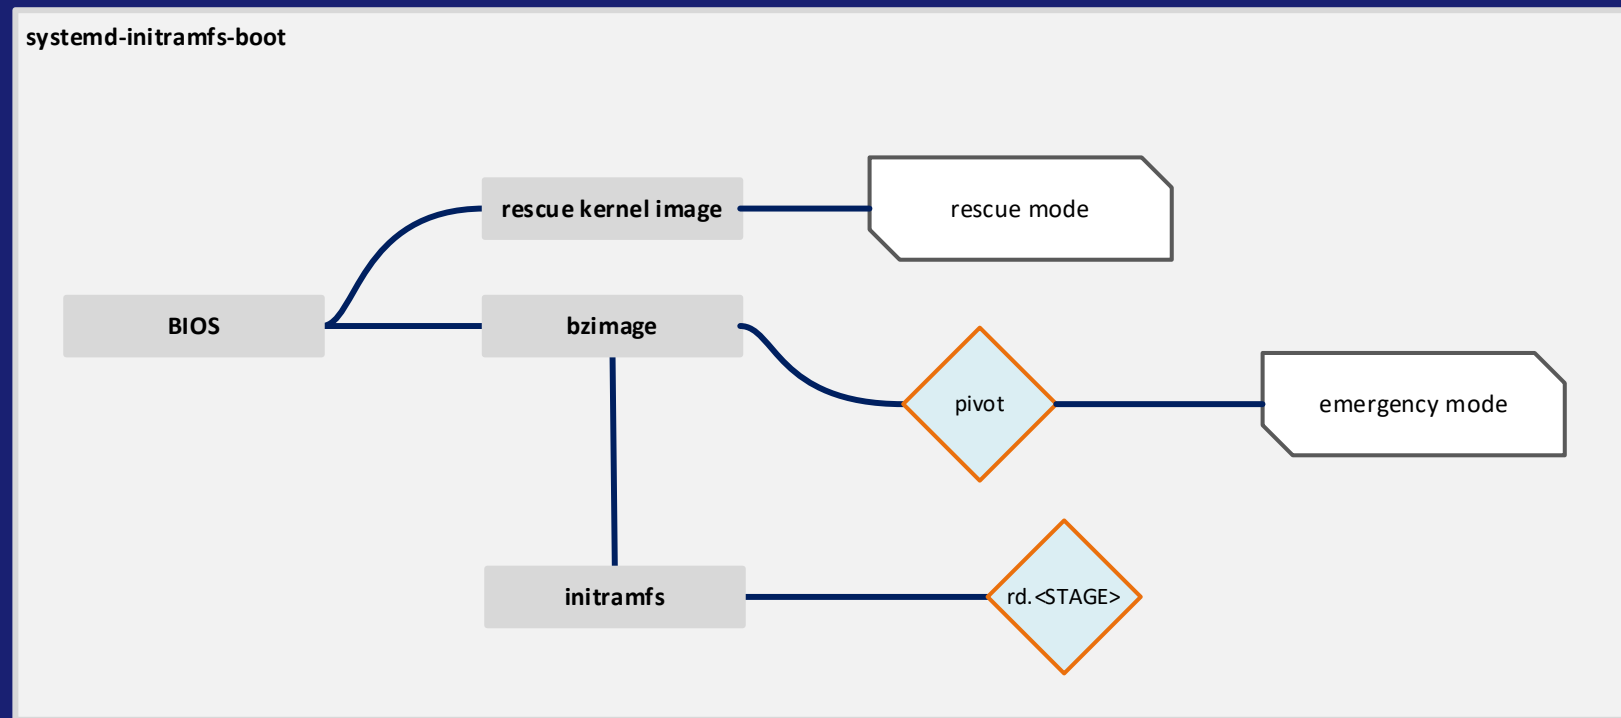 systemd-initramfs-boot
rescue kernel image
rescue mode
BIOS
bzimage
pivot
emergency mode
initramfs
rd.<STAGE>